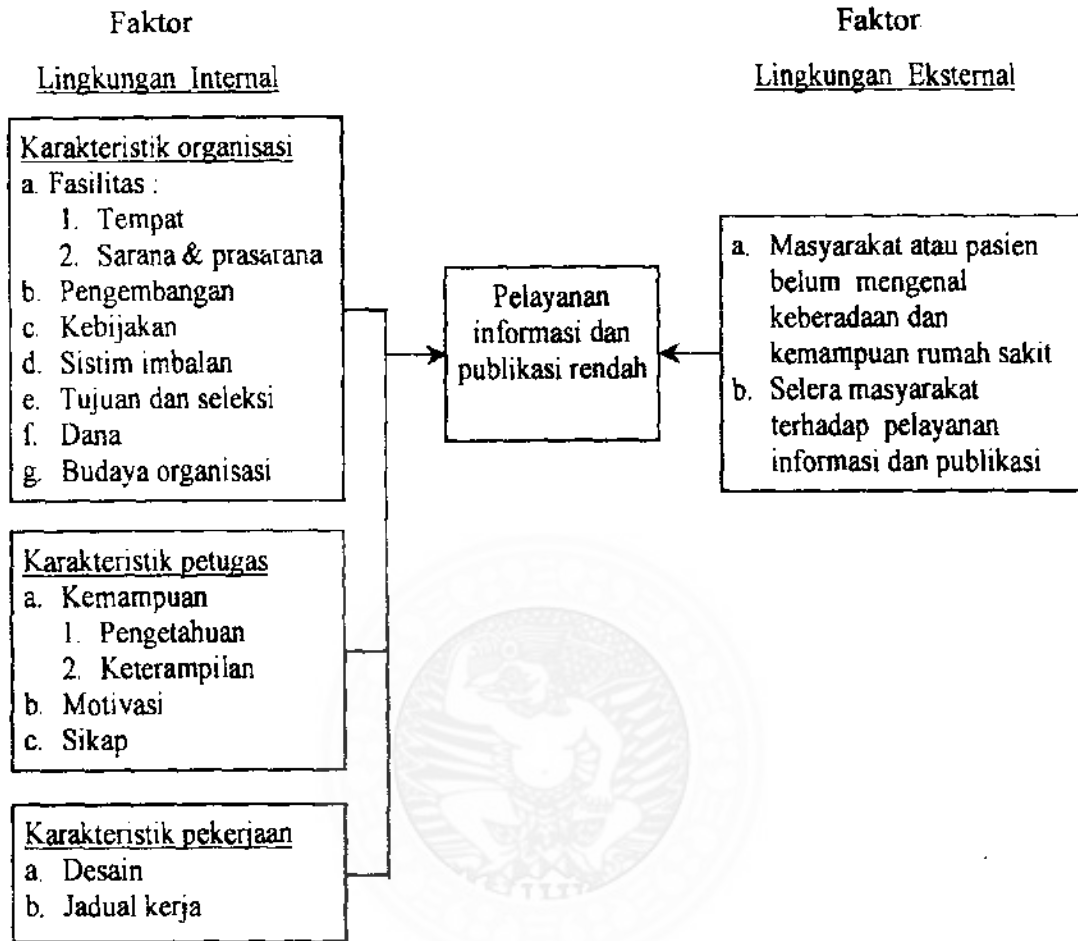 Faktor
Lingkungan Internal
Karakteristik organisasi
a. Fasilitas :
1. Tempat
2. Sarana & prasarana
b. Pengembangan
c. Kebijakan
d. Sistim imbalan
e. Tujuan dan seleksi
f. Dana
g. Budaya organisasi
Karakteristik petugas
a. Kemampuan
1. Pengetahuan
2. Keterampilan
b. Motivasi
c. Sikap
Karakteristik pekerjaan
a. Desain
b. Jadual kerja
Pelayanan
informasi dan
publikasi rendah
Faktor
Lingkungan Eksternal
a. Masyarakat atau pasien
belum mengenal
keberadaan dan
kemampuan rumah sakit
b. Selera masyarakat
terhadap pelayanan
informasi dan publikasi